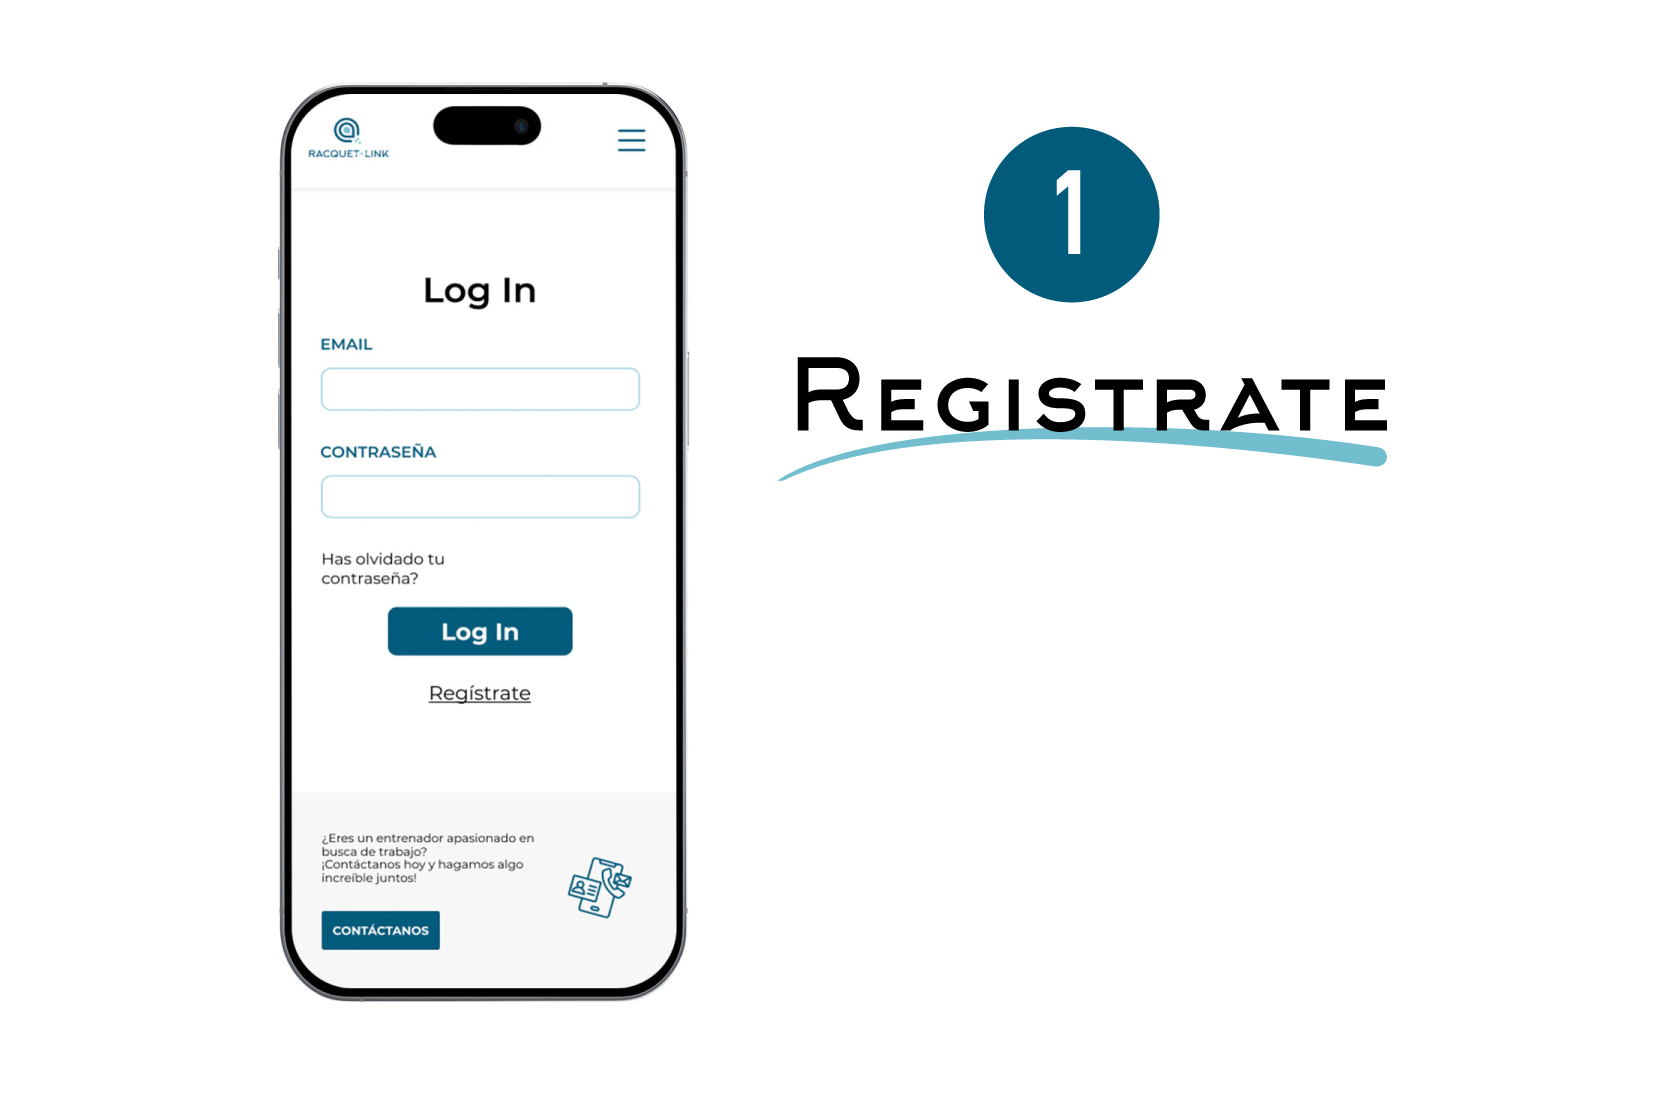 RACQUET-LINK
Log In
EMAIL
CONTRASEÑA
Has olvidado tu
contraseña?
Log In
Regístrate
¿Eres un entrenador apasionado en
busca de trabajo?
¡Contáctanos hoy y hagamos algo
increíble juntos!
CONTÁCTANOS
1
REGISTRATE